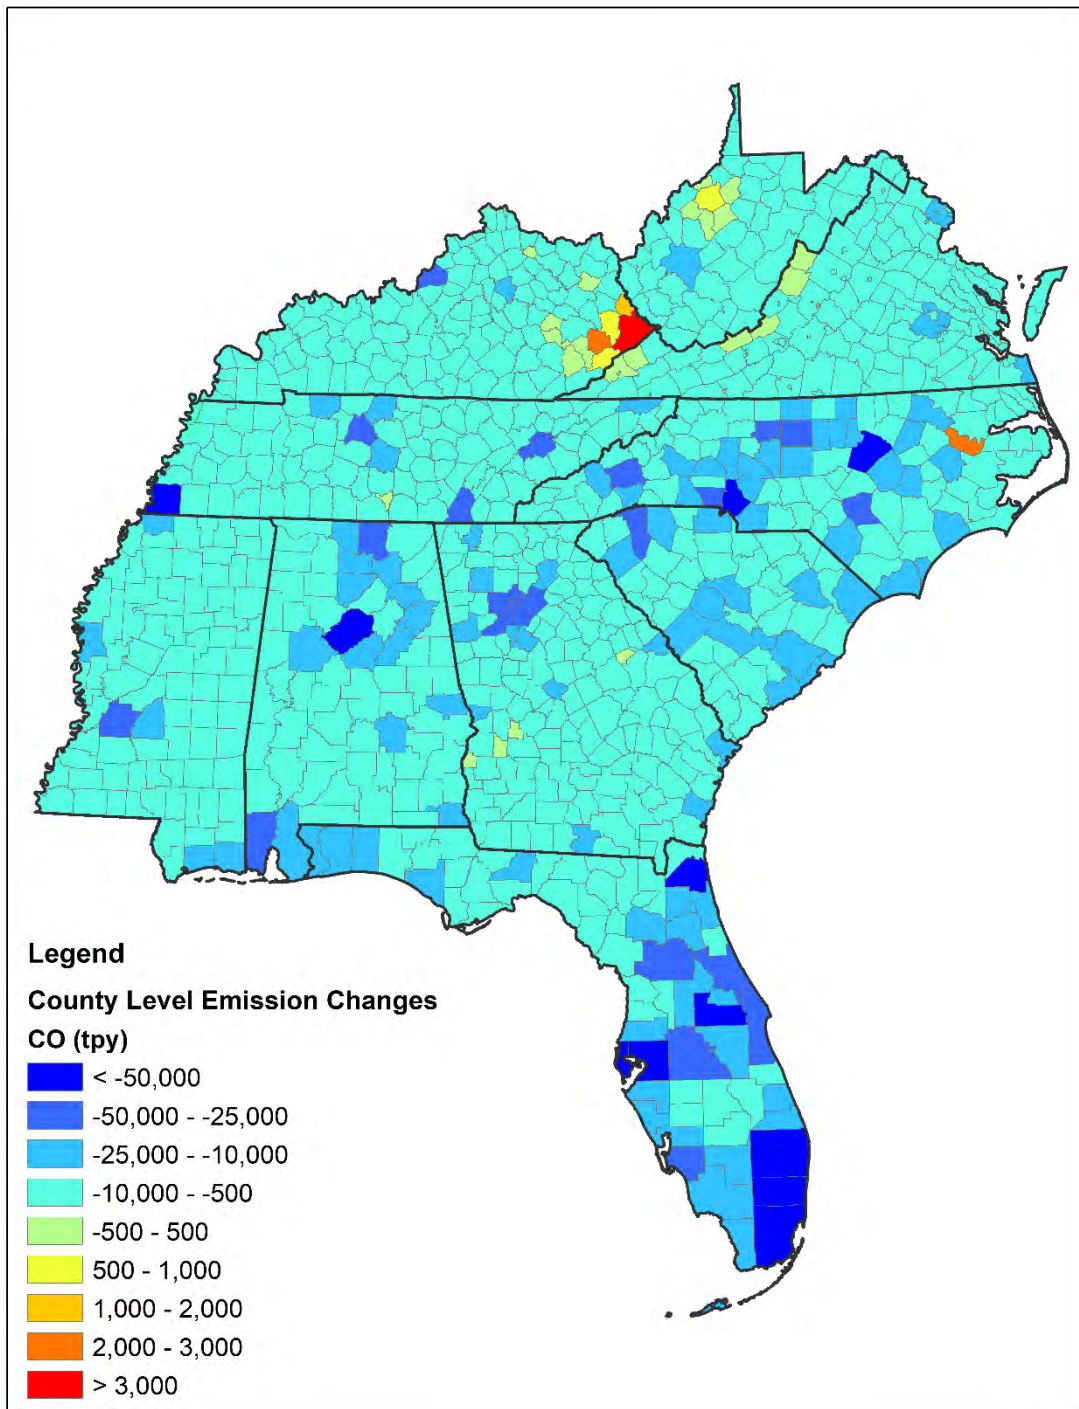 Legend
County Level Emission Changes
CO (tpy)
< -50,000
-50,000 - -25,000
-25,000 - -10,000
-10,000 - -500
-500 - 500
500 - 1,000
1,000 - 2,000
2,000 - 3,000
> 3,000